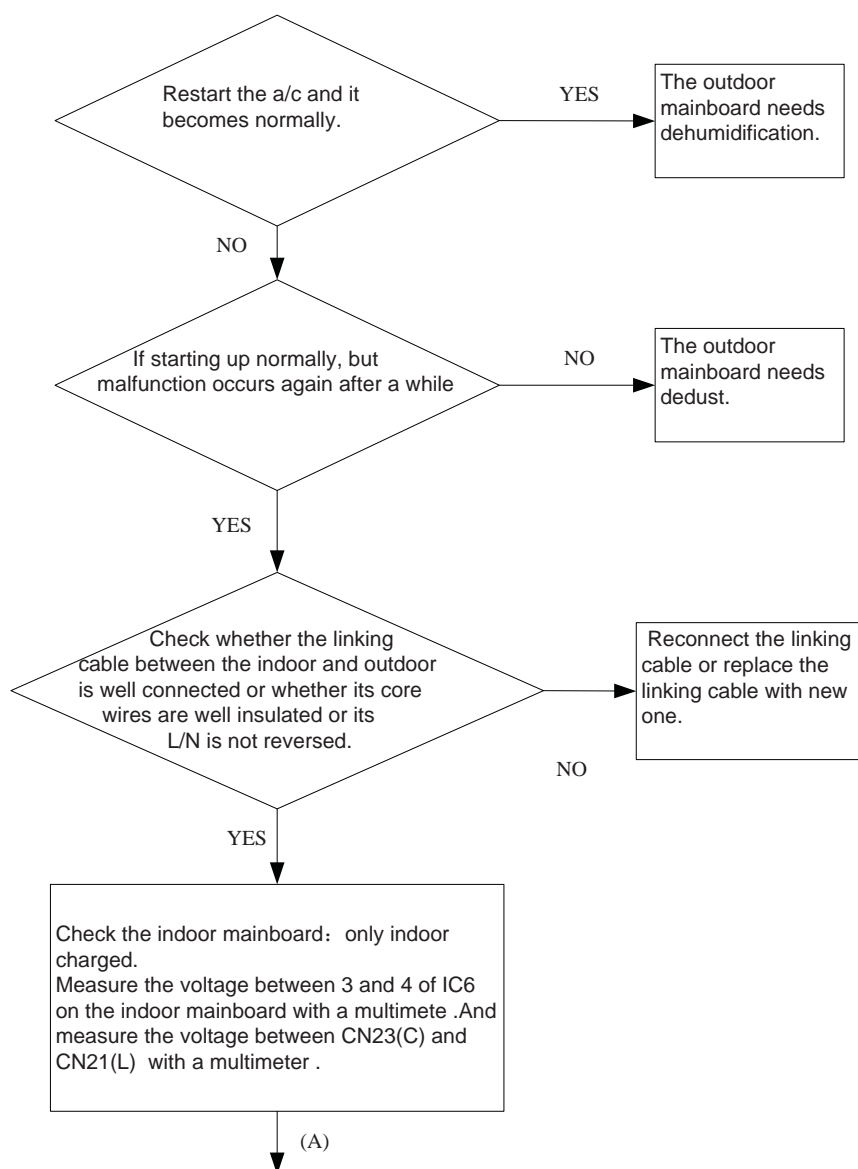 Restart the a/c and it
becomes normally.
YES
The outdoor
mainboard needs
dehumidification.
NO
If starting up normally, but
malfunction occurs again after a while
NO
The outdoor
mainboard needs
dedust.
YES
Check whether the linking
cable between the indoor and outdoor
is well connected or whether its core
wires are well insulated or its
L/N is not reversed.
Reconnect the linking
cable or replace the
linking cable with new
one.
NO
YES
Check the indoor mainboard：only indoor
charged.
Measure the voltage between 3 and 4 of IC6
on the indoor mainboard with a multimete .And
measure the voltage between CN23(C) and
CN21(L) with a multimeter .
(A)